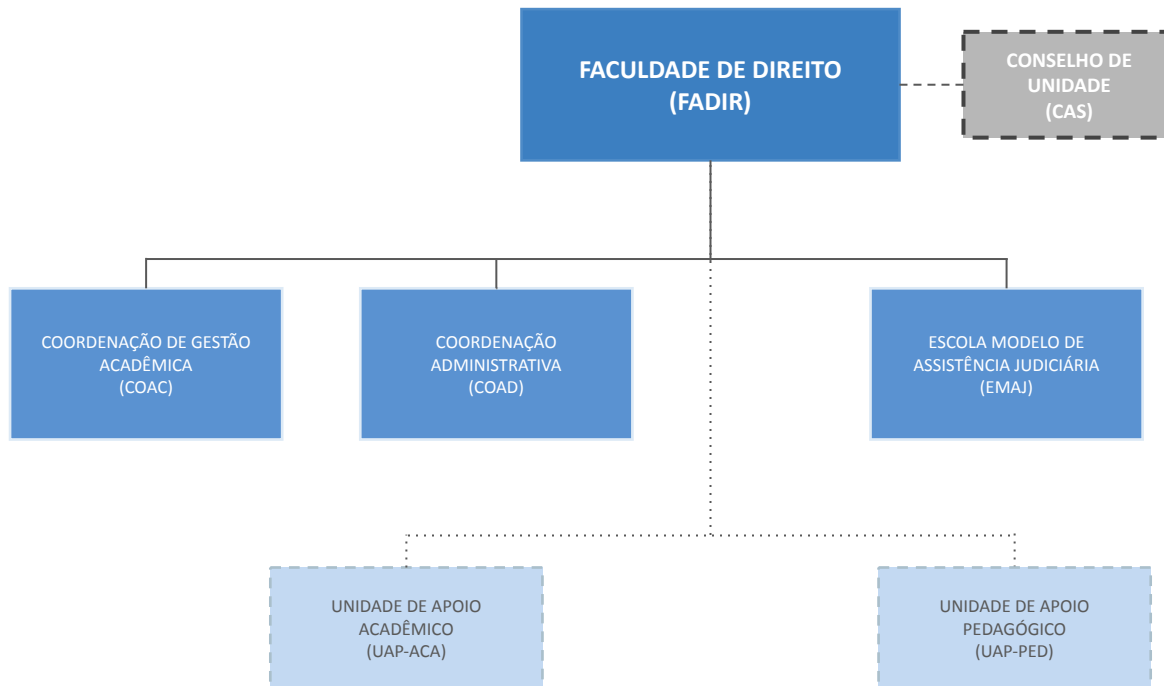 FACULDADE DE DIREITO
(FADIR)
CONSELHO DE
UNIDADE
(CAS)
COORDENAÇÃO DE GESTÃO
ACADÊMICA
(COAC)
COORDENAÇÃO
ADMINISTRATIVA
(COAD)
ESCOLA MODELO DE
ASSISTÊNCIA JUDICIÁRIA
(EMAJ)
UNIDADE DE APOIO
ACADÊMICO
(UAP-ACA)
UNIDADE DE APOIO
PEDAGÓGICO
(UAP-PED)